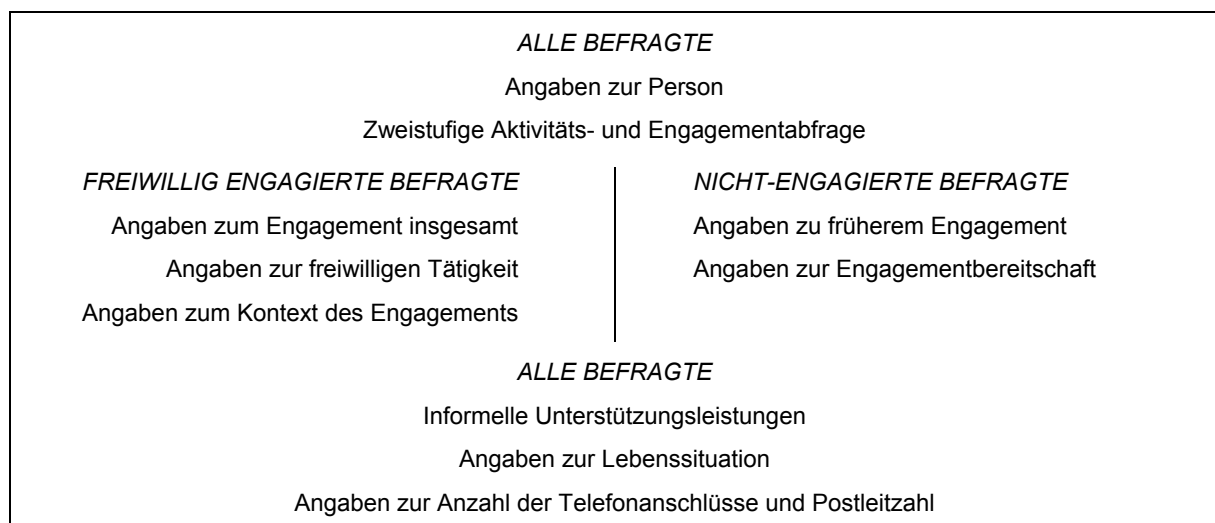 ALLE BEFRAGTE
Angaben zur Person
Zweistufige Aktivitäts- und Engagementabfrage
FREIWILLIG ENGAGIERTE BEFRAGTE
Angaben zum Engagement insgesamt
Angaben zur freiwilligen Tätigkeit
Angaben zum Kontext des Engagements
NICHT-ENGAGIERTE BEFRAGTE
Angaben zu früherem Engagement
Angaben zur Engagementbereitschaft
ALLE BEFRAGTE
Informelle Unterstützungsleistungen
Angaben zur Lebenssituation
Angaben zur Anzahl der Telefonanschlüsse und Postleitzahl